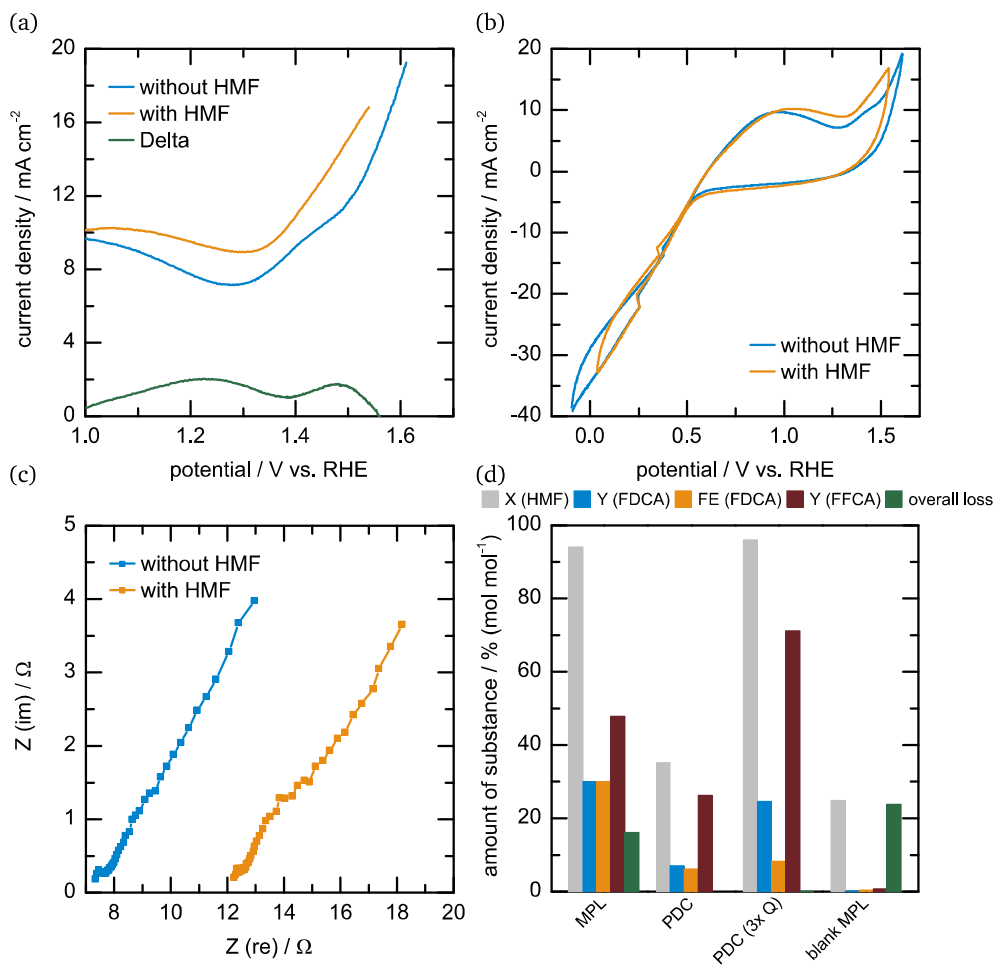 (a)
20
16
12
8
4
0
1.0
1.2
1.4
1.6
current density / mA cm⁻²
potential / V vs. RHE
without HMF
with HMF
Delta
(b)
20
10
0
-10
-20
-30
-40
0.0
0.5
1.0
1.5
current density / mA cm⁻²
potential / V vs. RHE
without HMF
with HMF
(c)
5
4
3
2
1
0
8
10
12
14
16
18
20
Z (im) / Ω
Z (re) / Ω
without HMF
with HMF
(d)
X (HMF) Y (FDCA) FE (FDCA) Y (FFCA) overall loss
100
80
60
40
20
0
amount of substance / % (mol mol⁻¹)
MPL
PDC
PDC (3x Q)
blank MPL